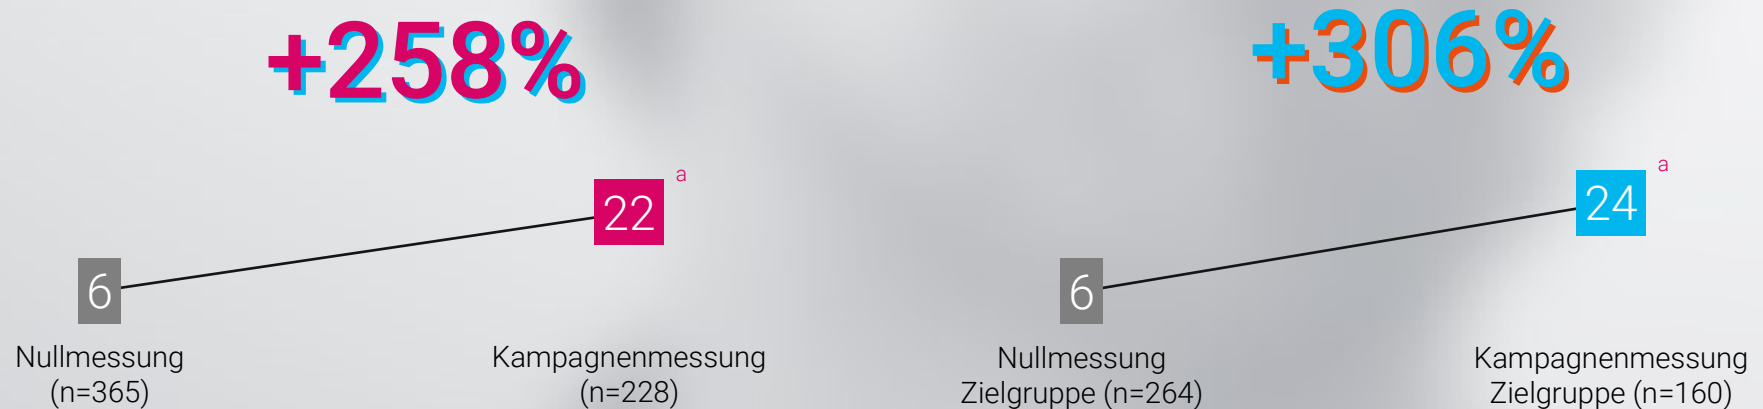 +258%
a
22
6
Nullmessung
(n=365)
Kampagnenmessung
(n=228)
+306%
a
24
6
Nullmessung
Zielgruppe (n=264)
Kampagnenmessung
Zielgruppe (n=160)